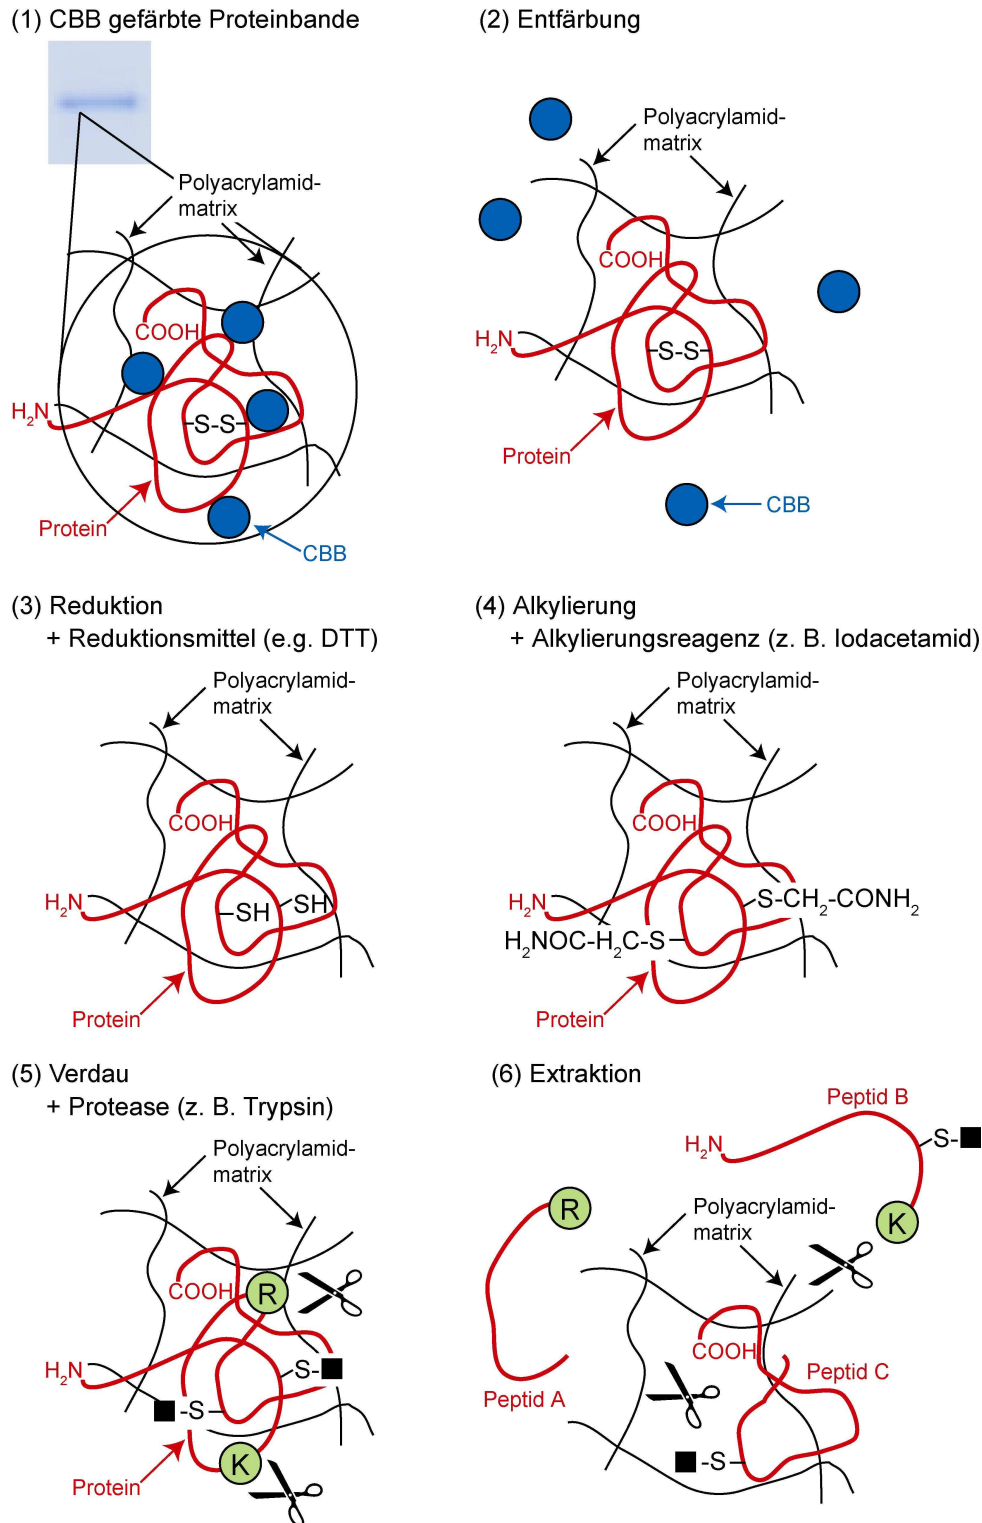 (1) CBB gefärbte Proteinbande
Polyacrylamid-
matrix
COOH
H2N
S-S
Protein
CBB
(2) Entfärbung
Polyacrylamid-
matrix
COOH
H2N
S-S
Protein
CBB
(3) Reduktion
+ Reduktionsmittel (e.g. DTT)
Polyacrylamid-
matrix
COOH
H2N
SH
SH
Protein
(4) Alkylierung
+ Alkylierungsreagenz (z. B. Iodacetamid)
Polyacrylamid-
matrix
COOH
H2N
S-CH2-CONH2
H2NOC-H2C-S
Protein
(5) Verdau
+ Protease (z. B. Trypsin)
Polyacrylamid-
matrix
COOH
R
H2N
S-
-S
K
Protein
(6) Extraktion
Peptid B
H2N
S-
R
K
Polyacrylamid-
matrix
COOH
Peptid A
Peptid C
-S